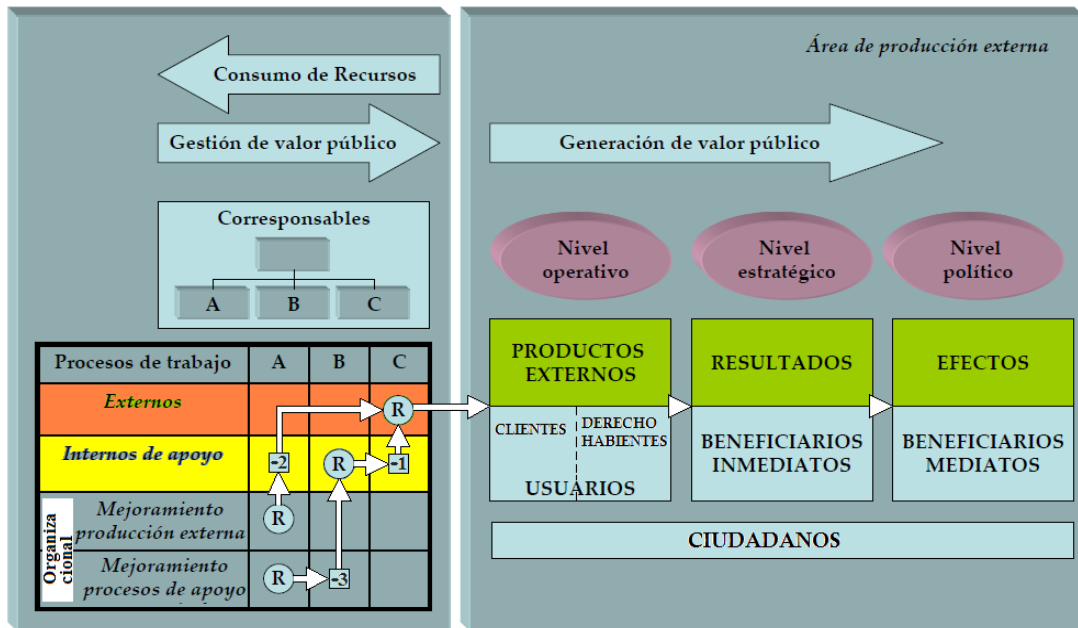 Consumo de Recursos
Gestión de valor público
Corresponsables
A
B
C
Procesos de trabajo
A
B
C
Externos
R
Internos de apoyo
-2
R
-1
Organiza
cional
Mejoramiento
producción externa
R
Mejoramiento
procesos de apoyo
R
-3
Área de producción externa
Generación de valor público
Nivel
operativo
Nivel
estratégico
Nivel
político
PRODUCTOS
EXTERNOS
CLIENTES
DERECHO
HABIENTES
USUARIOS
RESULTADOS
BENEFICIARIOS
INMEDIATOS
EFECTOS
BENEFICIARIOS
MEDIATOS
CIUDADANOS